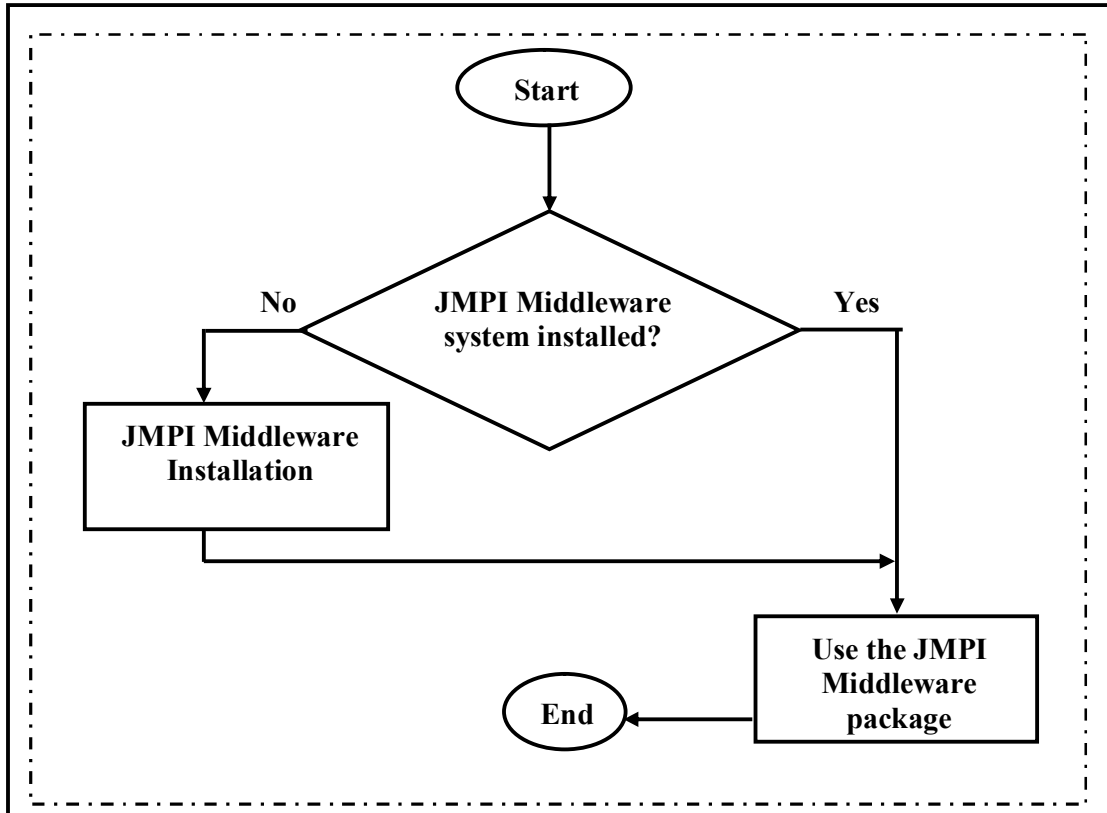 Start
No
JMPI Middleware
system installed?
Yes
JMPI Middleware
Installation
Use the JMPI
Middleware
package
End